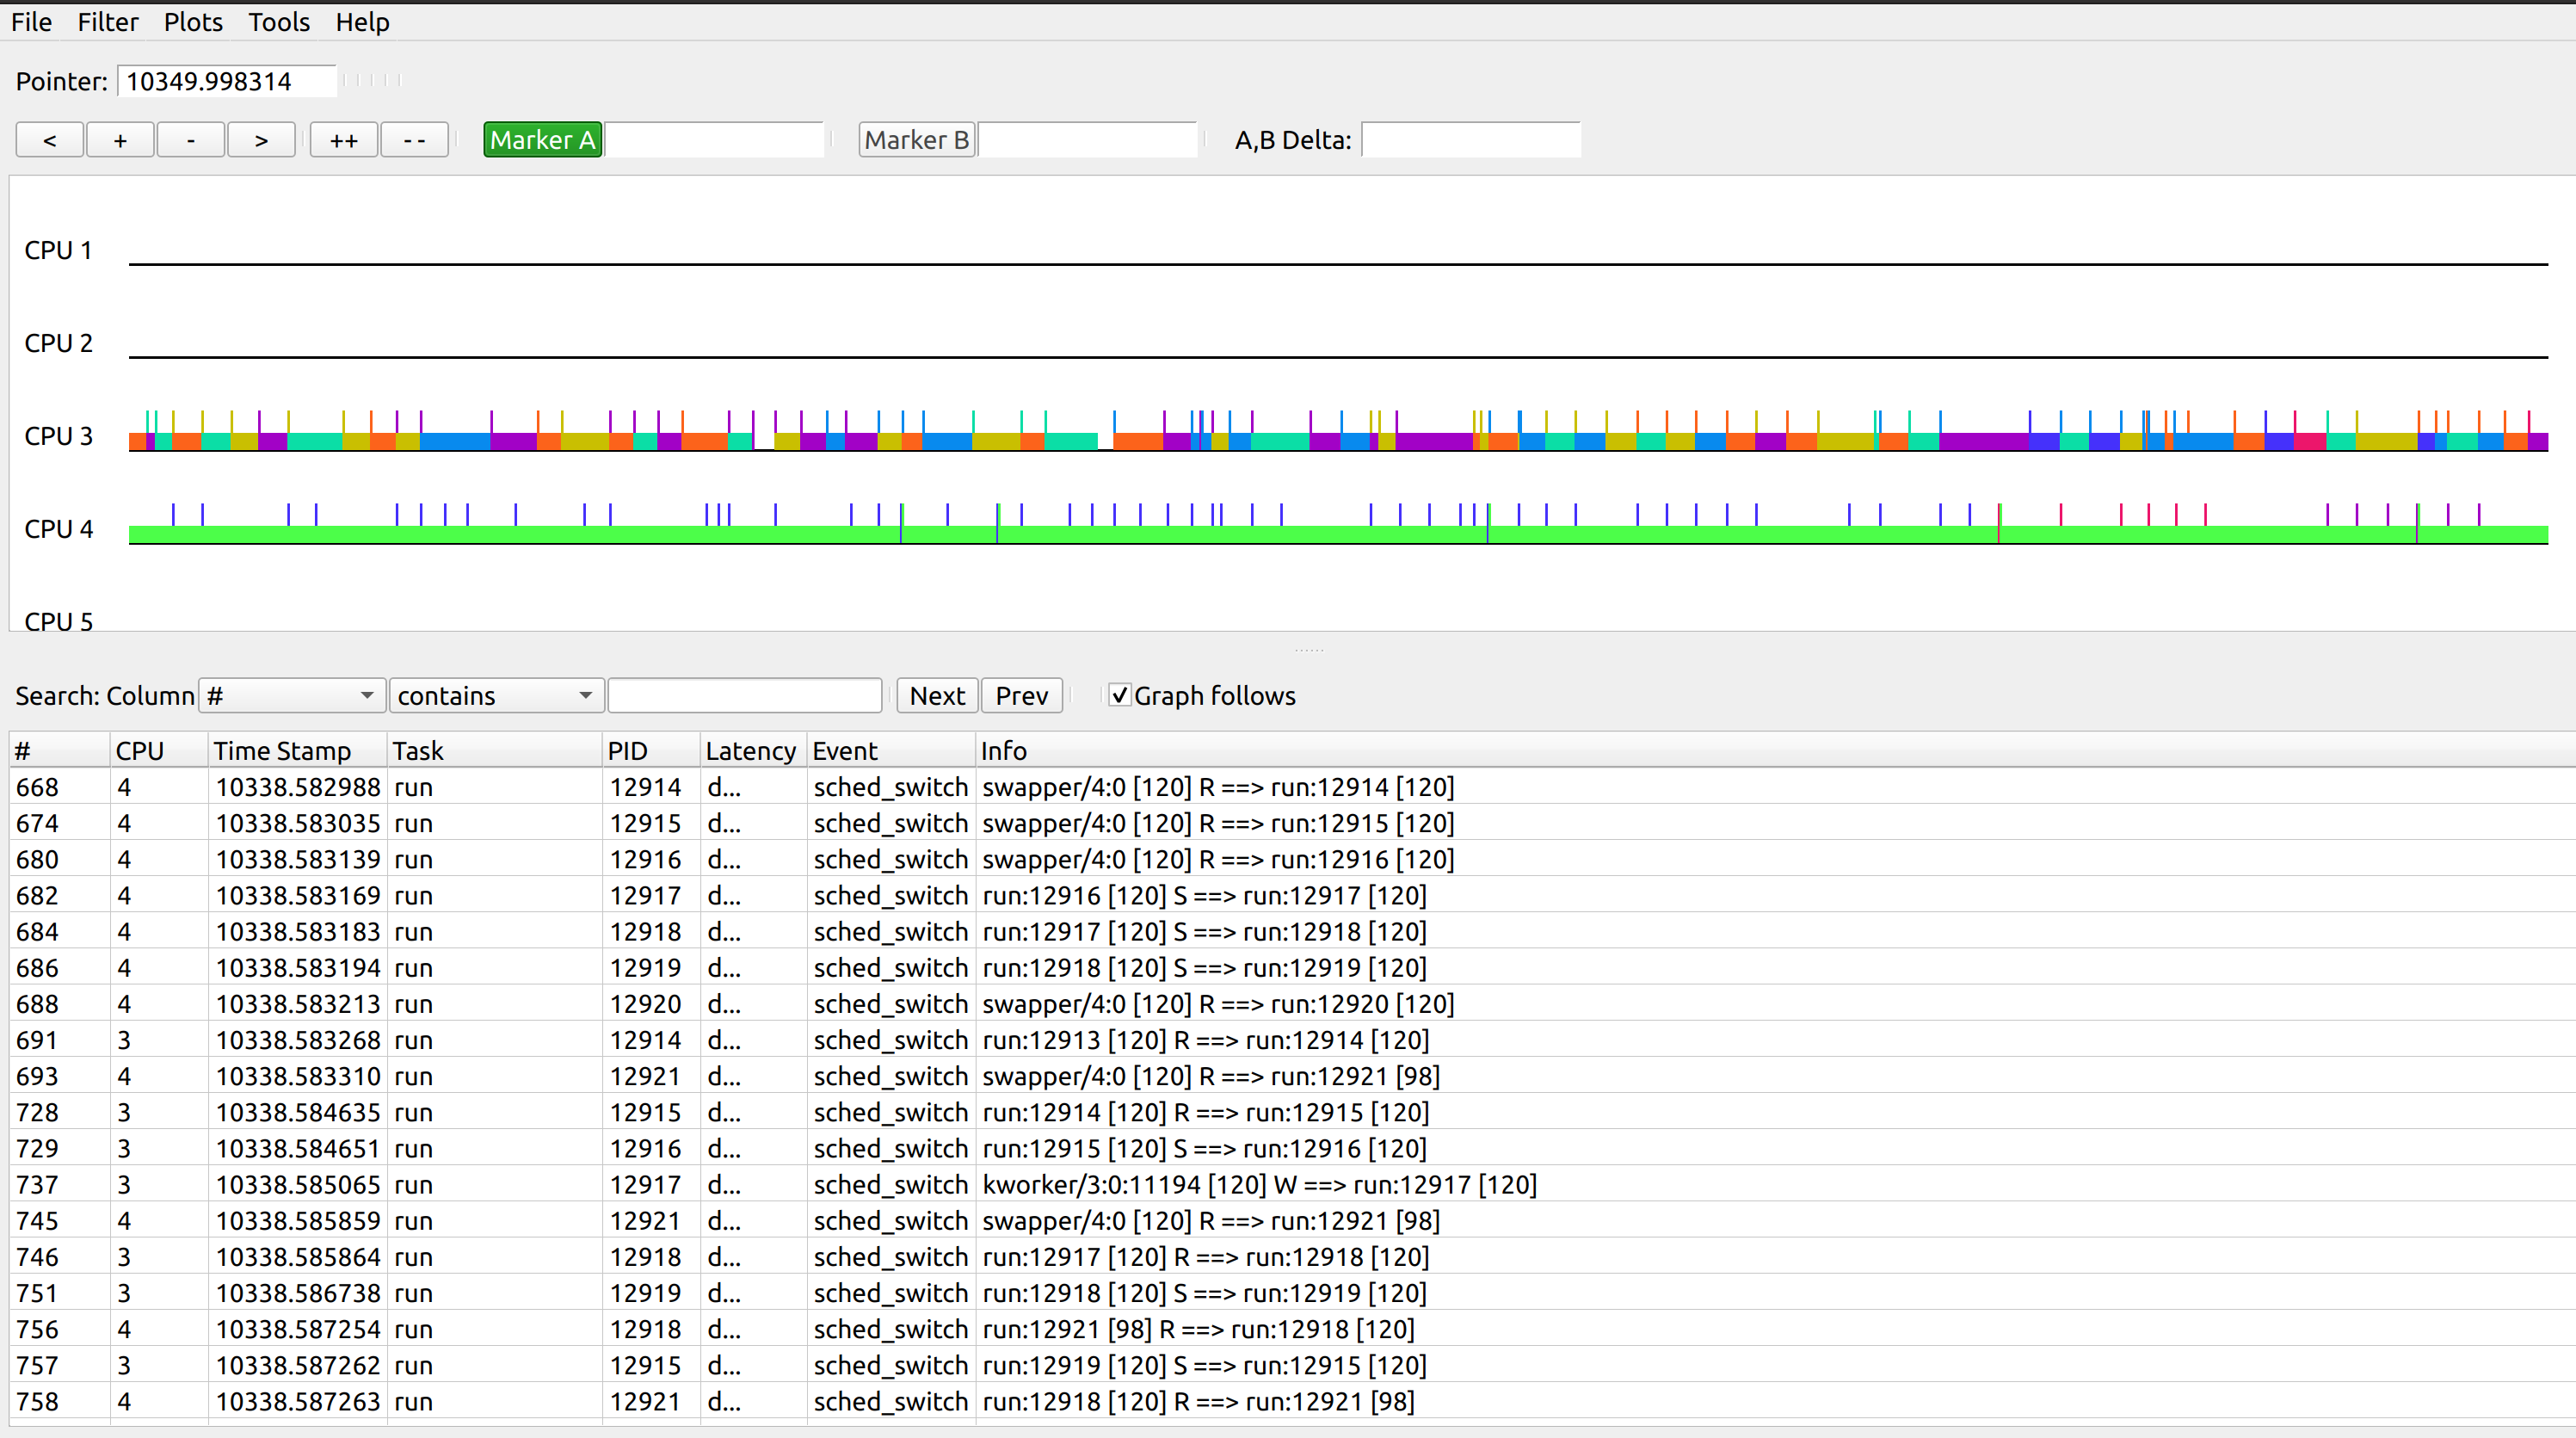 File Filter Plots Tools Help
Pointer: 10349.998314
< + - > ++ -- Marker A Marker B A,B Delta:
CPU 1
CPU 2
CPU 3
CPU 4
CPU 5
Search: Column # contains Next Prev Graph follows
# CPU Time Stamp Task PID Latency Event Info
668 4 10338.582988 run 12914 d... sched_switch swapper/4:0 [120] R ==> run:12914 [120]
674 4 10338.583035 run 12915 d... sched_switch swapper/4:0 [120] R ==> run:12915 [120]
680 4 10338.583139 run 12916 d... sched_switch swapper/4:0 [120] R ==> run:12916 [120]
682 4 10338.583169 run 12917 d... sched_switch run:12916 [120] S ==> run:12917 [120]
684 4 10338.583183 run 12918 d... sched_switch run:12917 [120] S ==> run:12918 [120]
686 4 10338.583194 run 12919 d... sched_switch run:12918 [120] S ==> run:12919 [120]
688 4 10338.583213 run 12920 d... sched_switch swapper/4:0 [120] R ==> run:12920 [120]
691 3 10338.583268 run 12914 d... sched_switch run:12913 [120] R ==> run:12914 [120]
693 4 10338.583310 run 12921 d... sched_switch swapper/4:0 [120] R ==> run:12921 [98]
728 3 10338.584635 run 12915 d... sched_switch run:12914 [120] R ==> run:12915 [120]
729 3 10338.584651 run 12916 d... sched_switch run:12915 [120] S ==> run:12916 [120]
737 3 10338.585065 run 12917 d... sched_switch kworker/3:0:11194 [120] W ==> run:12917 [120]
745 4 10338.585859 run 12921 d... sched_switch swapper/4:0 [120] R ==> run:12921 [98]
746 3 10338.585864 run 12918 d... sched_switch run:12917 [120] R ==> run:12918 [120]
751 3 10338.586738 run 12919 d... sched_switch run:12918 [120] S ==> run:12919 [120]
756 4 10338.587254 run 12918 d... sched_switch run:12921 [98] R ==> run:12918 [120]
757 3 10338.587262 run 12915 d... sched_switch run:12919 [120] S ==> run:12915 [120]
758 4 10338.587263 run 12921 d... sched_switch run:12918 [120] R ==> run:12921 [98]